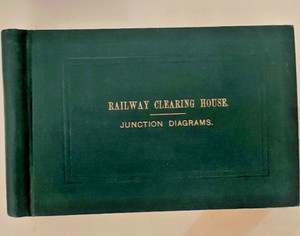 RAILWAY CLEARING HOUSE.
JUNCTION DIAGRAMS.